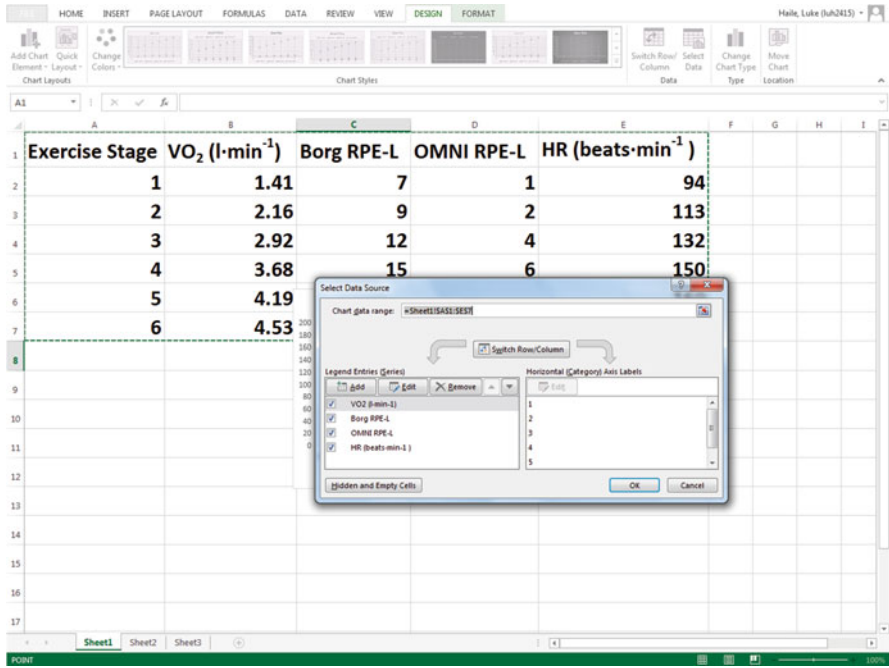 HOME INSERT PAGE LAYOUT FORMULAS DATA REVIEW VIEW DESIGN FORMAT Haile, Luke (luh2415)
Add Chart Element Quick Layout Change Colors Switch Row/ Column Select Data Change Chart Type Move Chart
Chart Layouts Chart Styles Data Type Location
A1 fx
A B C D E F G H I
1 Exercise Stage VO₂ (l·min⁻¹) Borg RPE-L OMNI RPE-L HR (beats·min⁻¹ )
2 1 1.41 7 1 94
3 2 2.16 9 2 113
4 3 2.92 12 4 132
5 4 3.68 15 6 150
6 5 4.19
7 6 4.53
8
9
10
11
12
13
14
15
16
17
200
180
160
140
120
100
80
60
40
20
0
Select Data Source
Chart data range: =Sheet1!$A$1:$E$7
Switch Row/Column
Legend Entries (Series) Horizontal (Category) Axis Labels
Add Edit Remove Edit
VO2 (l·min-1) 1
Borg RPE-L 2
OMNI RPE-L 3
HR (beats·min-1 ) 4
5
Hidden and Empty Cells OK Cancel
Sheet1 Sheet2 Sheet3
POINT 100%